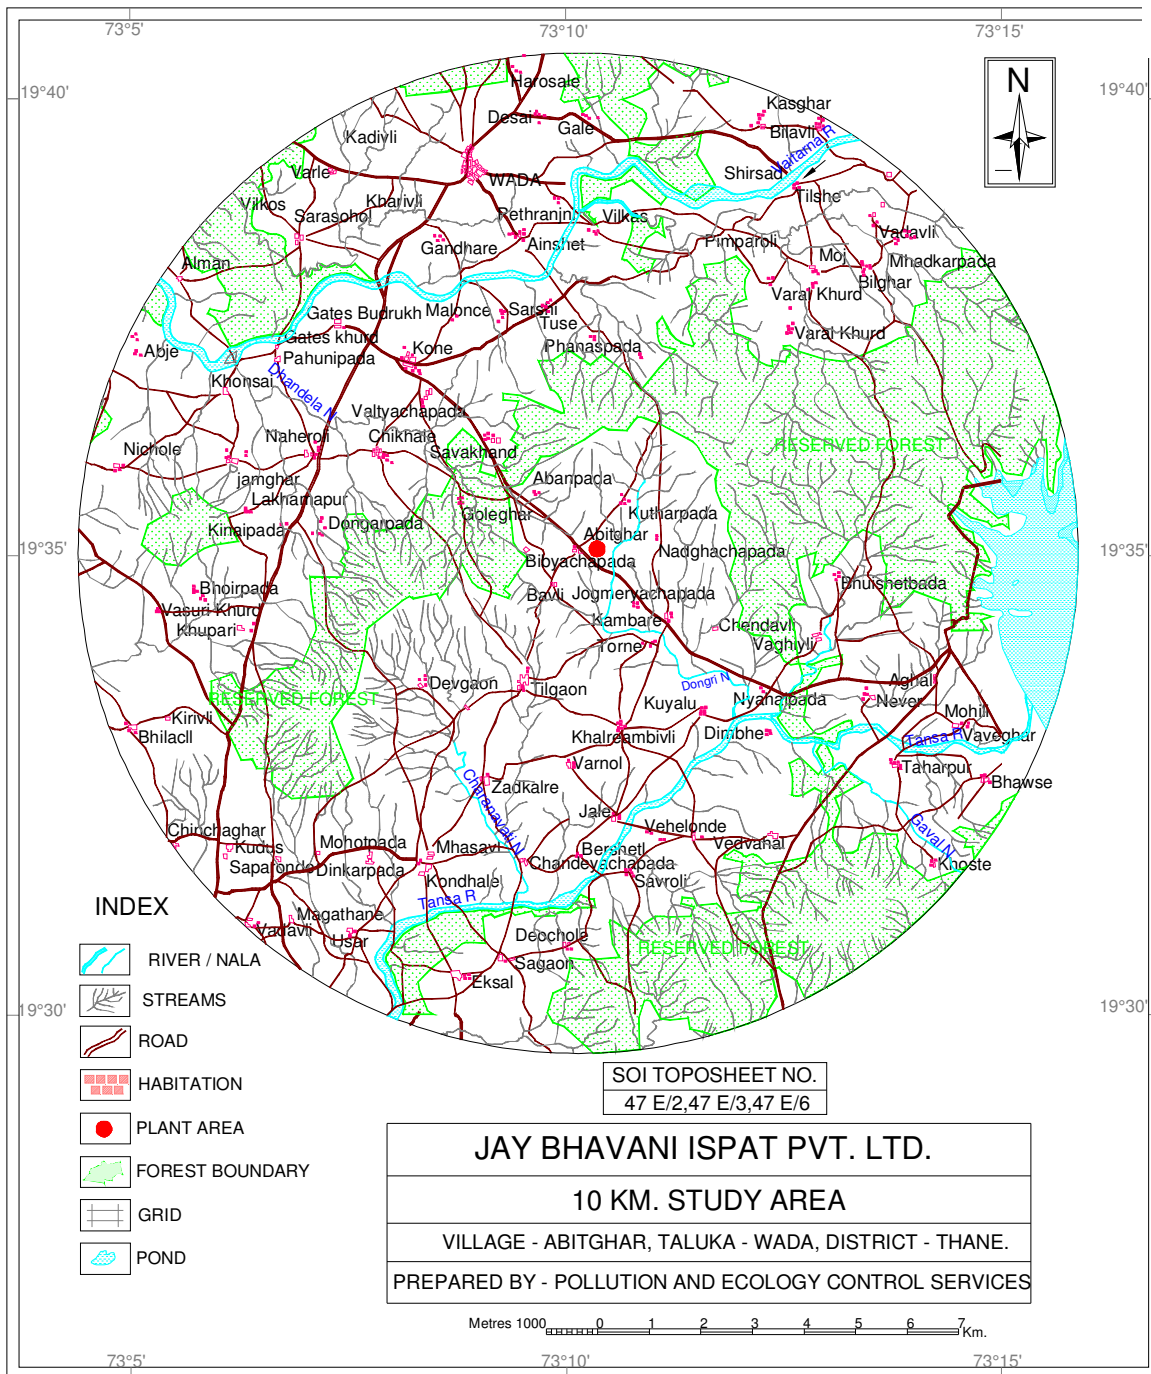 73°5'
73°10'
73°15'
19°40'
19°40'
N
Harosale
Desai
Gale
Kasghar
Bilavli
Kadivli
Vaitarna R
Varle
WADA
Shirsad
Tilshe
Vilkos
Kharivli
Sarasohol
Pethranjini
Vilkas
Gandhare
Ainshet
Pimparoli
Vadavli
Alman
Moj
Mhadkarpada
Bilghar
Varai Khurd
Gates Budrukh
Malonce
Sarshi
Tuse
Varai Khurd
Gates khurd
Abje
Pahunipada
Kone
Phanaspada
Khonsai
Dhandela N
Valtyachapada
Naheroli
Chikhale
Nichole
Savakhand
RESERVED FOREST
jamghar
Abanpada
Lakhamapur
Goleghar
Kutharpada
Kinaipada
Dongarpada
Abitghar
19°35'
Bibyachapada
Nadghachapada
19°35'
Bhoirpada
Bavli
Jogmeryachapada
Bhuishetbada
Vasuri Khurd
Kambare
Chendavli
Khupari
Torne
Vaghiyli
RESERVED FOREST
Devgaon
Tilgaon
Dongri N
Aghali
Kuyalu
Nyahalpada
Never
Kirivli
Mohili
Bhilacll
Khalreambivli
Dimbhe
Tansa R
Vaveghar
Varnol
Taharpur
Charanavati N
Zadkalre
Bhawse
Jale
Gaval N
Chinchaghar
Vehelonde
Kudus
Mohotpada
Mhasavi
Bershetl
Vedvahal
Saparonde
Dinkarpada
Chandeyachapada
Khoste
Kondhale
Savroli
Tansa R
INDEX
Magathane
Vadavli
Usar
Deochole
RESERVED FOREST
RIVER / NALA
Sagaon
Eksal
STREAMS
19°30'
19°30'
ROAD
HABITATION
PLANT AREA
FOREST BOUNDARY
GRID
POND
SOI TOPOSHEET NO.
47 E/2,47 E/3,47 E/6
JAY BHAVANI ISPAT PVT. LTD.
10 KM. STUDY AREA
VILLAGE - ABITGHAR, TALUKA - WADA, DISTRICT - THANE.
PREPARED BY - POLLUTION AND ECOLOGY CONTROL SERVICES
Metres 1000 0 1 2 3 4 5 6 7 Km.
73°5'
73°10'
73°15'